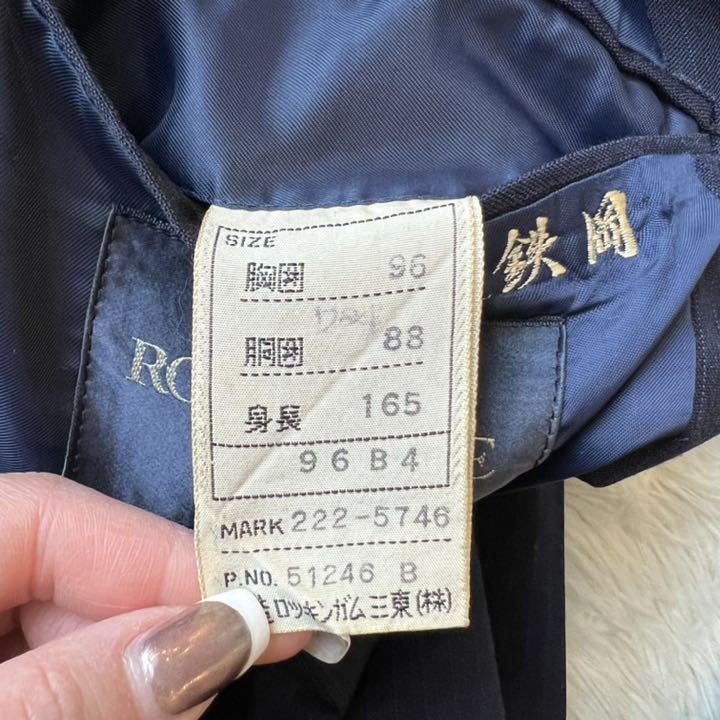 SIZE
胸囲 96
胴囲 88
身長 165
96B4
MARK 222-5746
P.NO. 51246 B
ロッキンガム三東(株)
鉄岡
RO
E